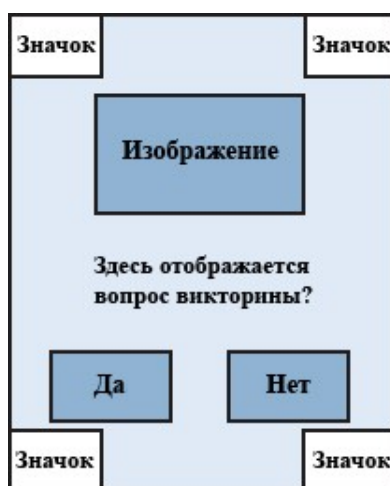 Значок
Значок
Изображение
Здесь отображается
вопрос викторины?
Да
Нет
Значок
Значок